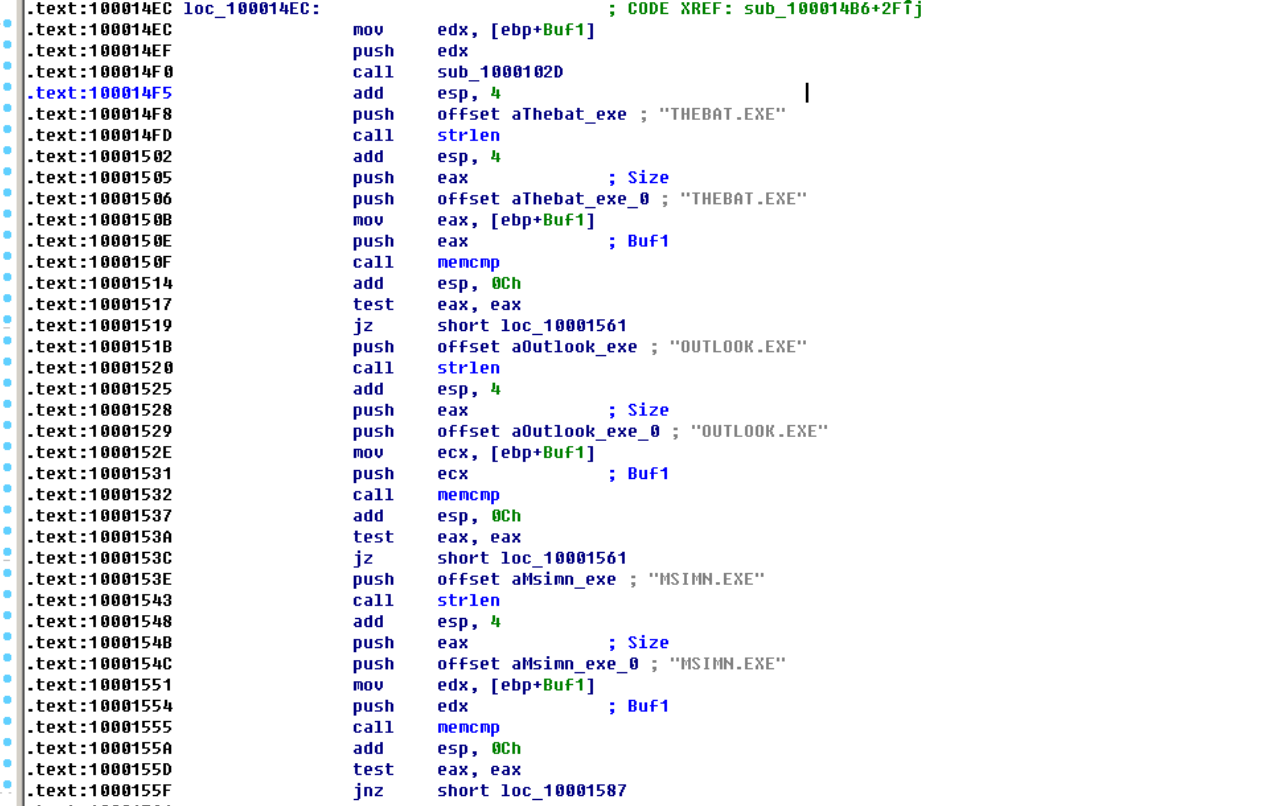 .text:100014EC loc_100014EC: ; CODE XREF: sub_100014B6+2F↑j
.text:100014EC mov edx, [ebp+Buf1]
.text:100014EF push edx
.text:100014F0 call sub_1000102D
.text:100014F5 add esp, 4
.text:100014F8 push offset aThebat_exe ; "THEBAT.EXE"
.text:100014FD call strlen
.text:10001502 add esp, 4
.text:10001505 push eax ; Size
.text:10001506 push offset aThebat_exe_0 ; "THEBAT.EXE"
.text:1000150B mov eax, [ebp+Buf1]
.text:1000150E push eax ; Buf1
.text:1000150F call memcmp
.text:10001514 add esp, 0Ch
.text:10001517 test eax, eax
.text:10001519 jz short loc_10001561
.text:1000151B push offset aOutlook_exe ; "OUTLOOK.EXE"
.text:10001520 call strlen
.text:10001525 add esp, 4
.text:10001528 push eax ; Size
.text:10001529 push offset aOutlook_exe_0 ; "OUTLOOK.EXE"
.text:1000152E mov ecx, [ebp+Buf1]
.text:10001531 push ecx ; Buf1
.text:10001532 call memcmp
.text:10001537 add esp, 0Ch
.text:1000153A test eax, eax
.text:1000153C jz short loc_10001561
.text:1000153E push offset aMsimn_exe ; "MSIMN.EXE"
.text:10001543 call strlen
.text:10001548 add esp, 4
.text:1000154B push eax ; Size
.text:1000154C push offset aMsimn_exe_0 ; "MSIMN.EXE"
.text:10001551 mov edx, [ebp+Buf1]
.text:10001554 push edx ; Buf1
.text:10001555 call memcmp
.text:1000155A add esp, 0Ch
.text:1000155D test eax, eax
.text:1000155F jnz short loc_10001587